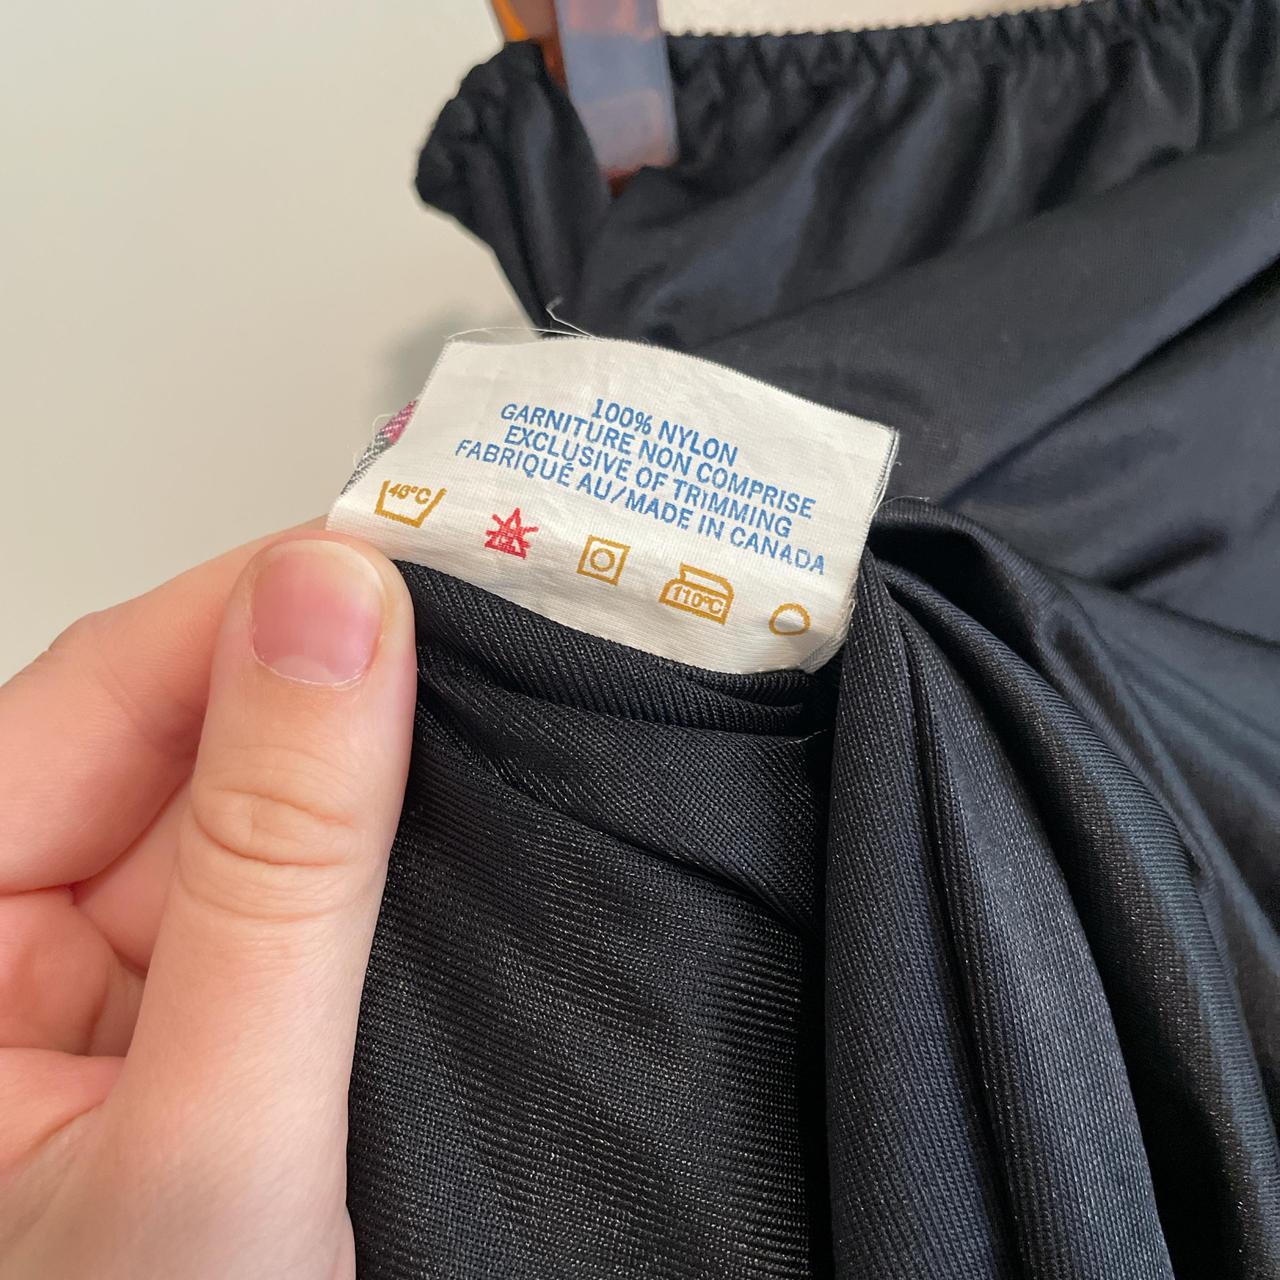 100% NYLON
GARNITURE NON COMPRISE
EXCLUSIVE OF TRIMMING
FABRIQUÉ AU/MADE IN CANADA
40°C
110°C